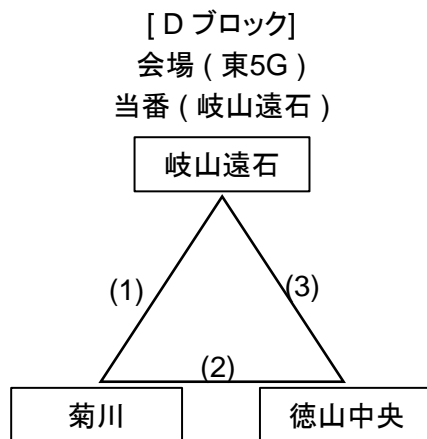 [ D ブロック]
会場 ( 東5G )
当番 ( 岐山遠石 )
岐山遠石
(1)
(3)
(2)
菊川
徳山中央